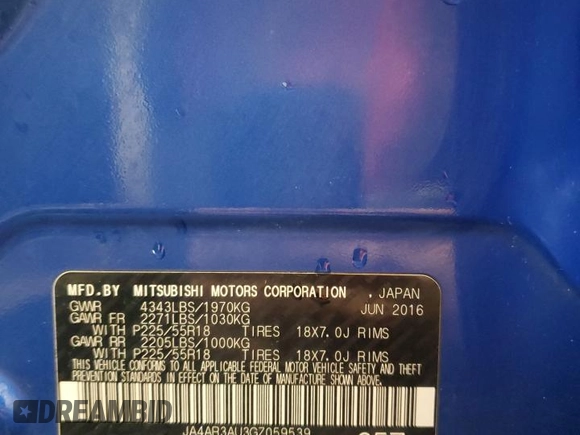 MFD.BY MITSUBISHI MOTORS CORPORATION , JAPAN
GVWR 4343LBS/1970KG JUN 2016
GAWR FR 2271LBS/1030KG
WITH P225/55R18 TIRES 18X7.0J RIMS
GAWR RR 2205LBS/1000KG
WITH P225/55R18 TIRES 18X7.0J RIMS
THIS VEHICLE CONFORMS TO ALL APPLICABLE
FEDERAL MOTOR VEHICLE SAFETY AND THEFT
PREVENTION STANDARDS IN EFFECT ON THE DATE OF MANUFACTURE SHOWN ABOVE.
JA4AR3AU3GZ059539
DREAMBID